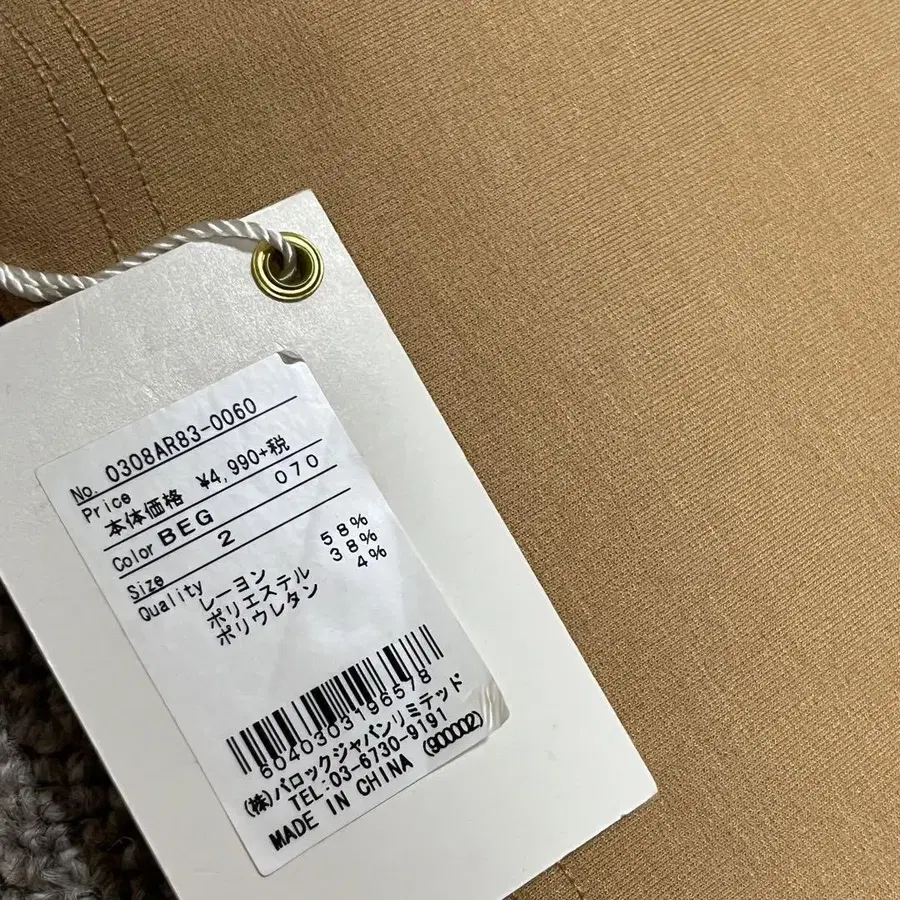 No. 0308AR83-0060
Price
本体価格 ¥4,990+税
Color BEG 070
Size 2
Quality
レーヨン 58%
ポリエステル 38%
ポリウレタン 4%
6040303196578
(株)バロックジャパンリミテッド
TEL:03-6730-9191
MADE IN CHINA (900002)